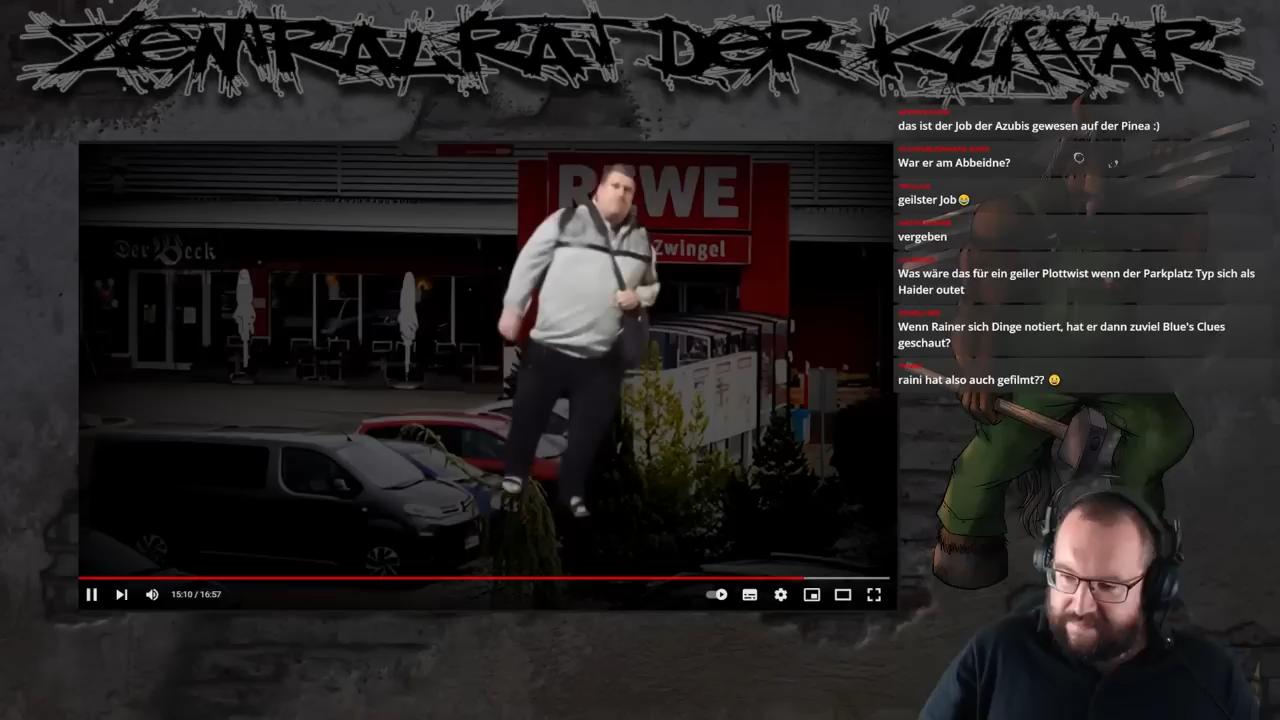 ZENTRALRAT DER KUFFAR
das ist der Job der Azubis gewesen auf der Pinea :)
War er am Abbeidne?
geilster Job😂
vergeben
Was wäre das für ein geiler Plottwist wenn der Parkplatz Typ sich als
Haider outet
Wenn Rainer sich Dinge notiert, hat er dann zuviel Blue's Clues
geschaut?
raini hat also auch gefilmt?? 😀
Der Beck
REWE
Zwingel
15:10 / 16:57